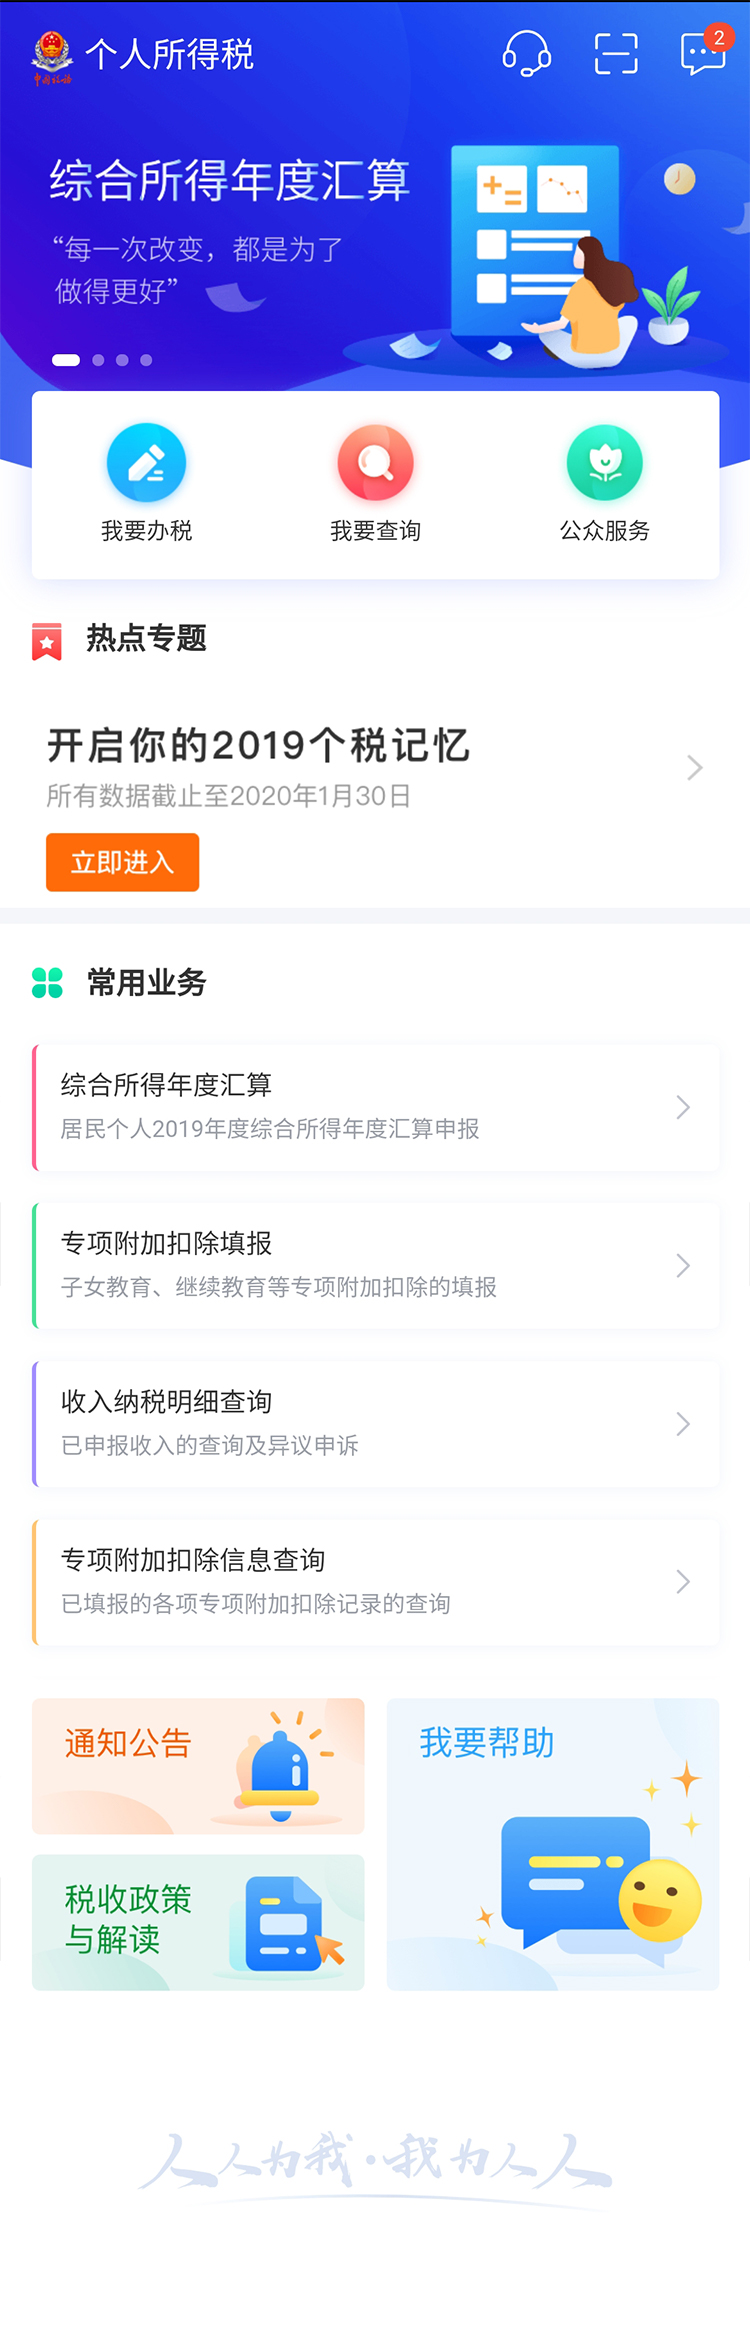 中国税务
个人所得税
2
综合所得年度汇算
“每一次改变，都是为了
做得更好”
我要办税
我要查询
公众服务
热点专题
开启你的2019个税记忆
所有数据截止至2020年1月30日
立即进入
常用业务
综合所得年度汇算
居民个人2019年度综合所得年度汇算申报
专项附加扣除填报
子女教育、继续教育等专项附加扣除的填报
收入纳税明细查询
已申报收入的查询及异议申诉
专项附加扣除信息查询
已填报的各项专项附加扣除记录的查询
通知公告
我要帮助
税收政策
与解读
人人为我·我为人人